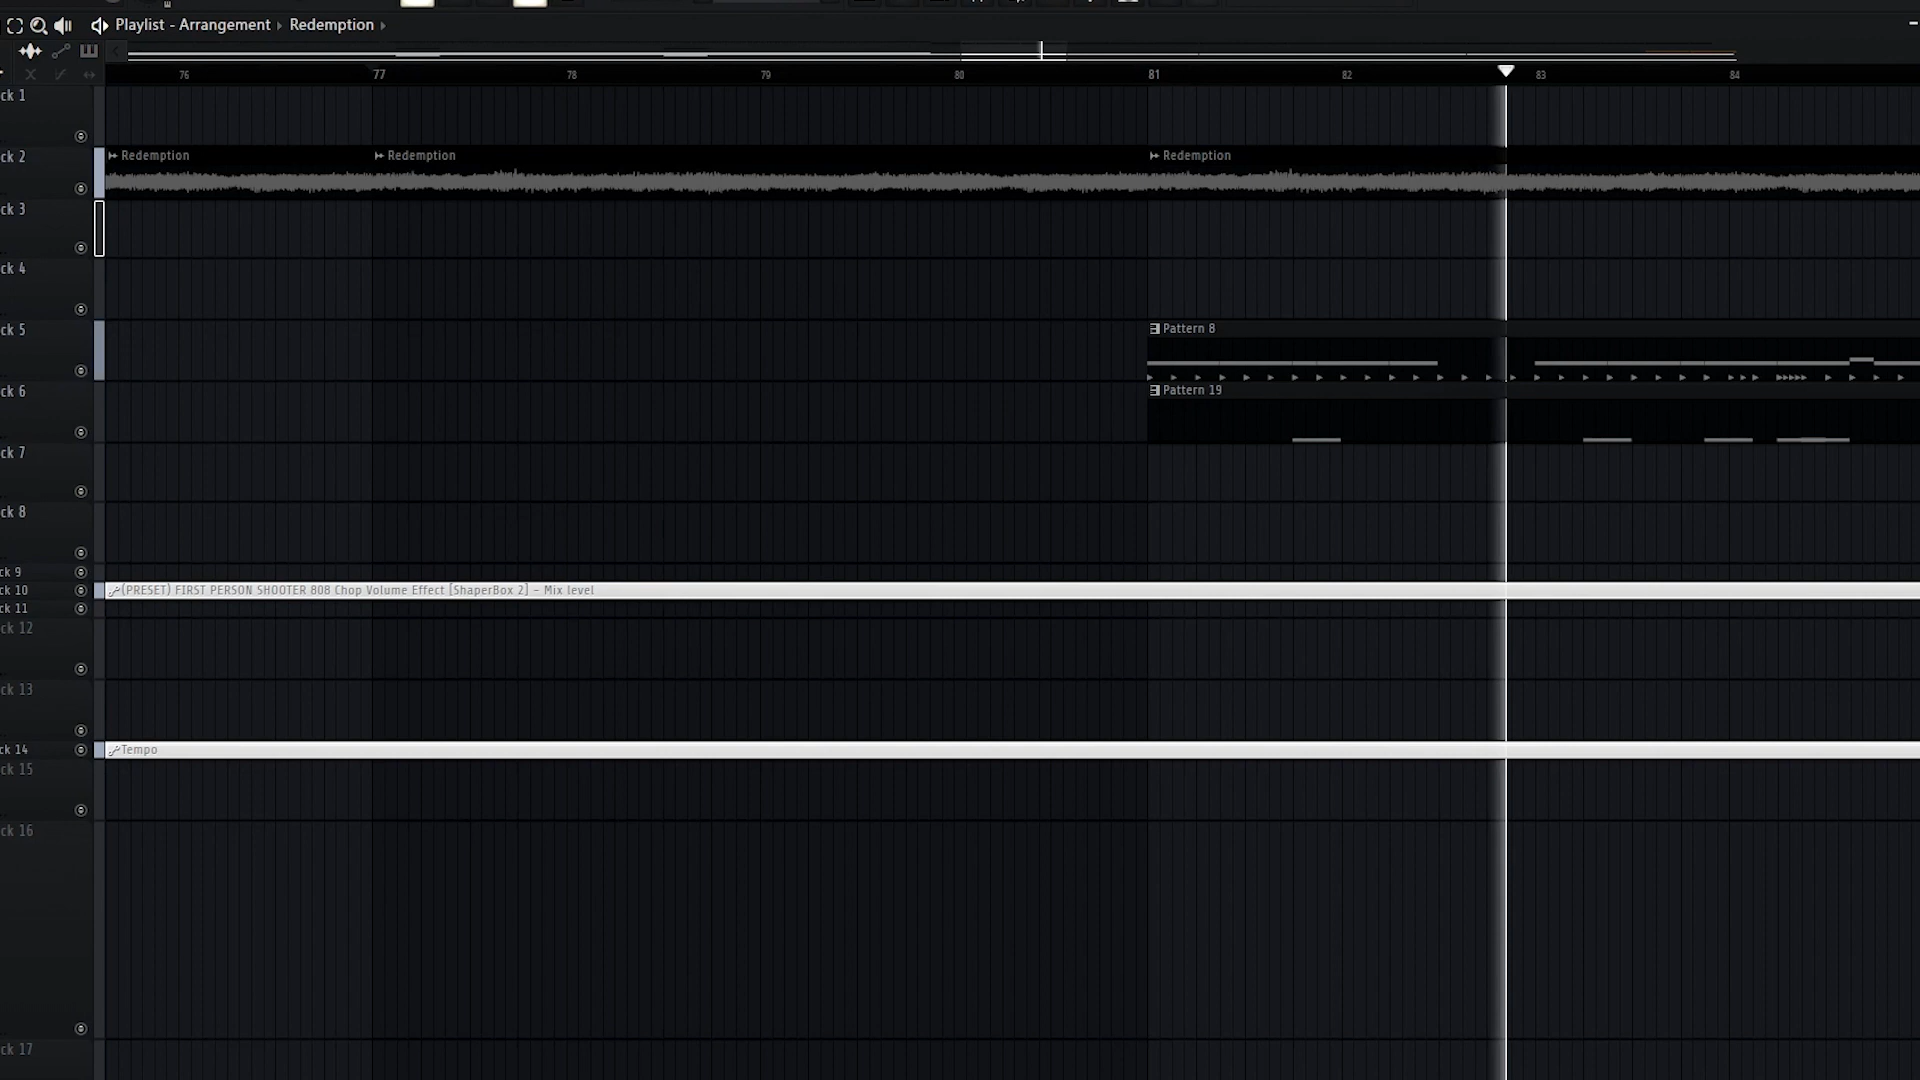 Playlist - Arrangement › Redemption ›
76 77 78 79 80 81 82 83 84
ck 1
ck 2
Redemption Redemption Redemption
ck 3
ck 4
ck 5
Pattern 8
ck 6
Pattern 19
ck 7
ck 8
ck 9
ck 10
(PRESET) FIRST PERSON SHOOTER 808 Chop Volume Effect [ShaperBox 2] - Mix level
ck 11
ck 12
ck 13
ck 14
Tempo
ck 15
ck 16
ck 17